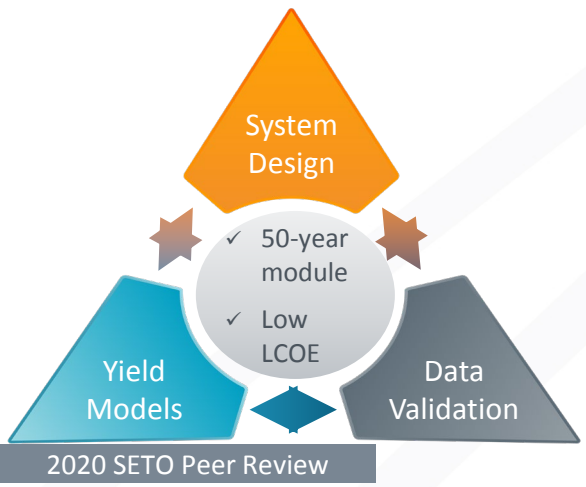 System
Design
✓ 50-year
module
✓ Low
LCOE
Yield
Models
Data
Validation
2020 SETO Peer Review